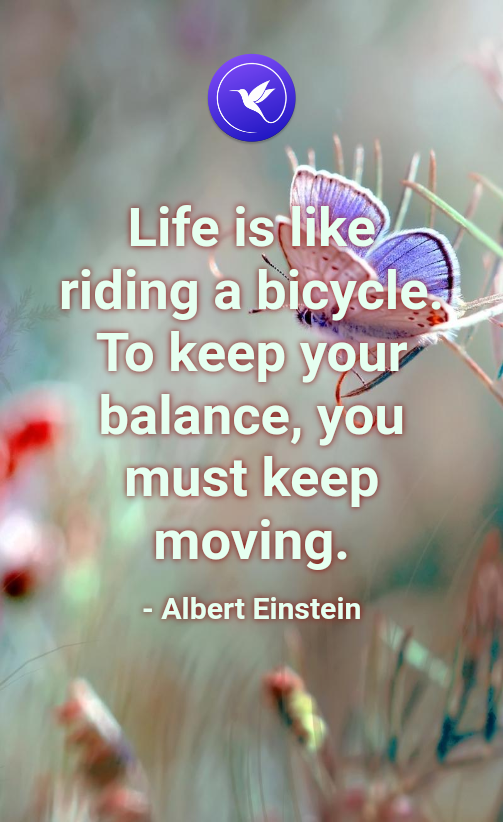 Life is like
riding a bicycle.
To keep your
balance, you
must keep
moving.
- Albert Einstein